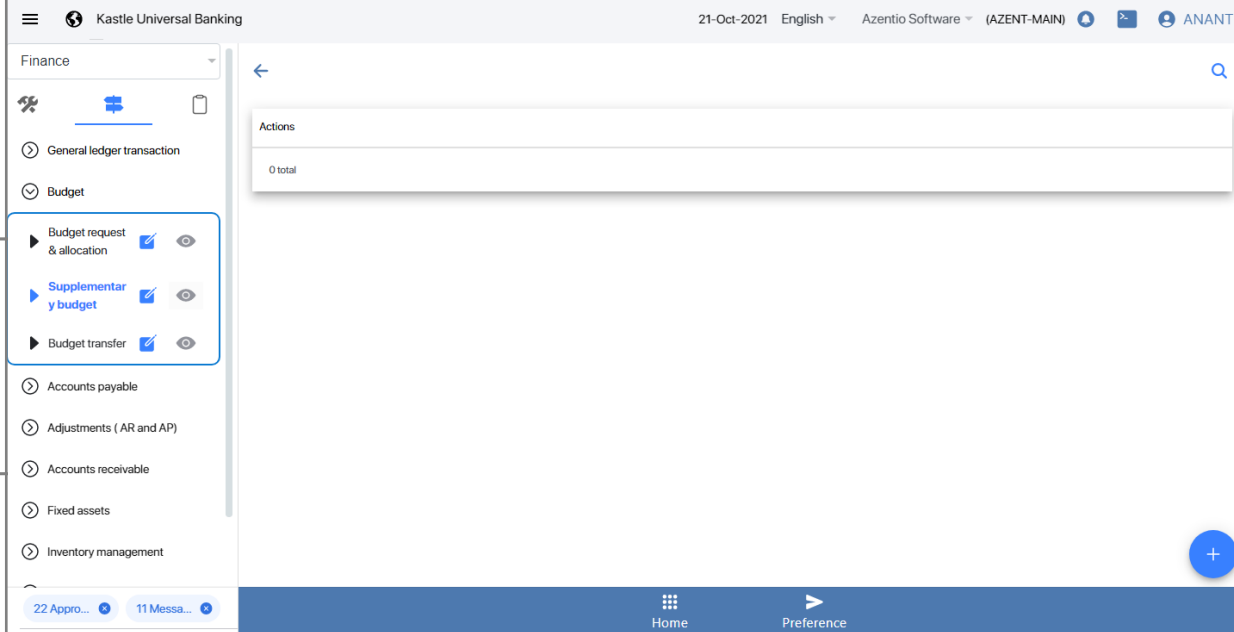 Kastle Universal Banking
21-Oct-2021 English Azentio Software (AZENT-MAIN) ANANT
Finance
Actions
0 total
General ledger transaction
Budget
Budget request
& allocation
Supplementar
y budget
Budget transfer
Accounts payable
Adjustments ( AR and AP)
Accounts receivable
Fixed assets
Inventory management
22 Appro... 11 Messa...
Home Preference